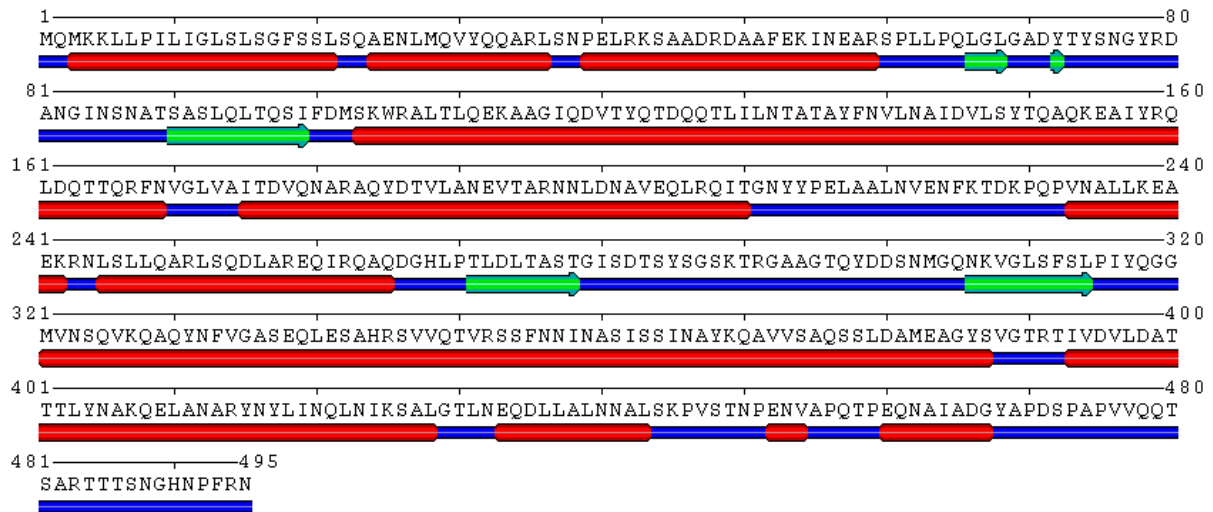 1 80
MQMKKLLPILIGLSLSGFSSLSQAENLMQVYQQARLSNPELRKSAADRDAAFEKINEARSPLLPQLGLGADYTYSNGYRD
81 160
ANGINSNATSASLQLTQSIFDMSKWRALTLQEKAAGIQDVTYQTDQQTLILNTATAYFNVLNAIDVLSYTQAQKEAIYRQ
161 240
LDQTTQRFNVGLVAITDVQNARAQYDTVLANEVTARNNLDNAVEQLRQITGNYYPELAALNVENFKTDKPQPVNALLKEA
241 320
EKRNLSLLQARLSQDLAREQIRQAQDGHLPTLDLTASTGISDTSYSGSKTRGAAGTQYDDSNMGQNKVGLSFSLPIYQGG
321 400
MVNSQVKQAQYNFVGASEQLESAHRSVVQTVRSSFNNINASISSINAYKQAVVSAQSSLDAMEAGYSVGTRTIVDVLDAT
401 480
TTLYNAKQELANARYNYLINQLNIKSALGTLNEQDLLALNNALSKPVSTNPENVAPQTPEQNAIADGYAPDSPAPVVQQT
481 495
SARTTTSNGHNPFRN